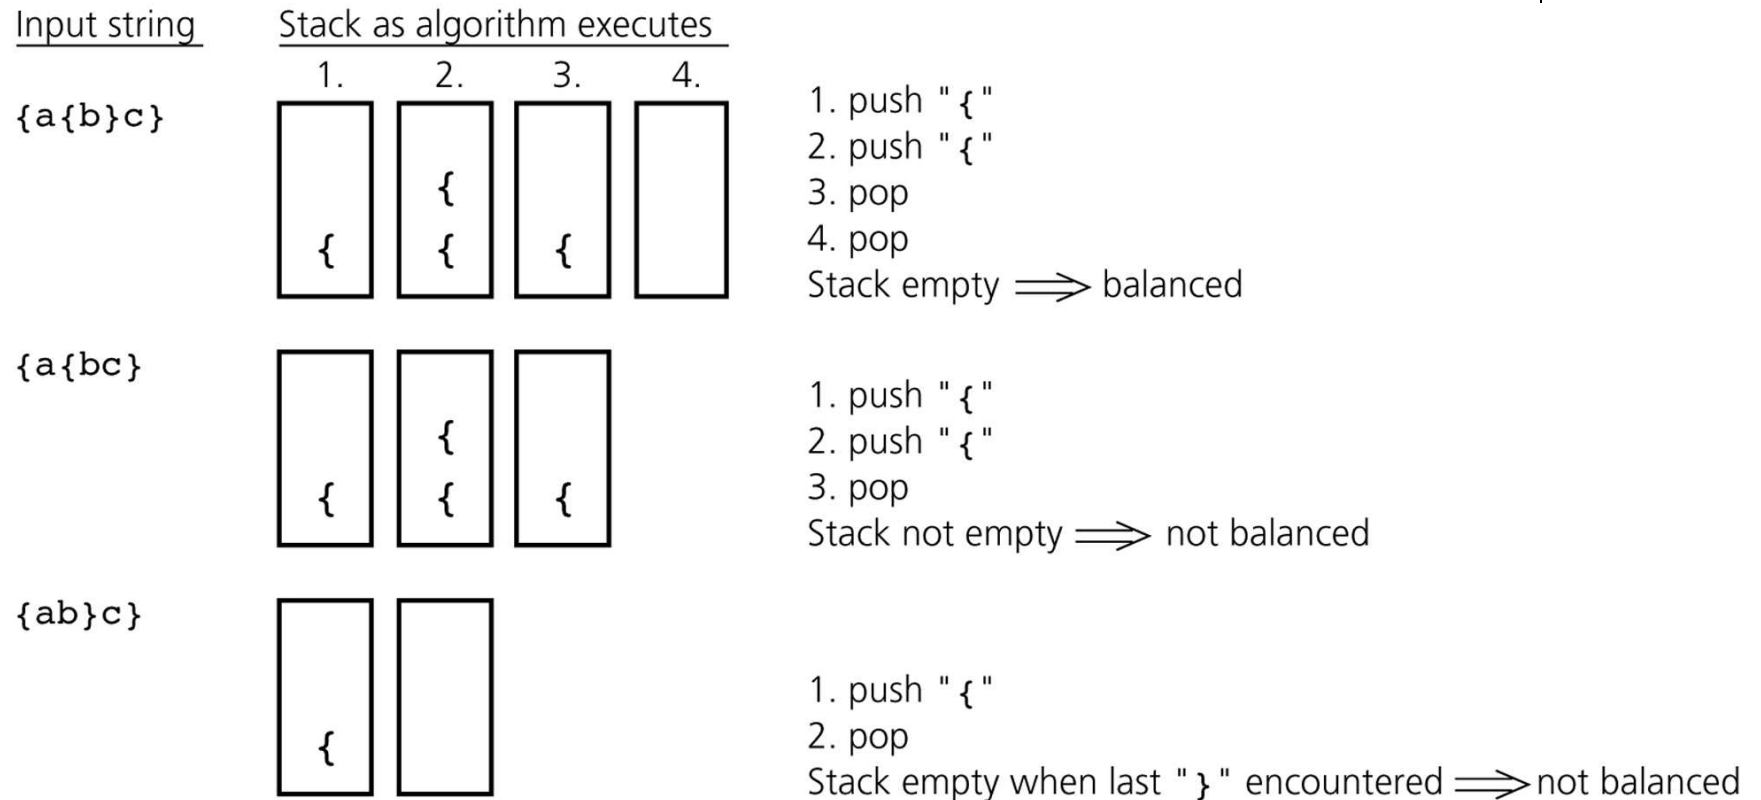 Input string Stack as algorithm executes
1. 2. 3. 4.
{a{b}c}
{
{ { {
1. push "{"
2. push "{"
3. pop
4. pop
Stack empty ⟹ balanced
{a{bc}
{
{ { {
1. push "{"
2. push "{"
3. pop
Stack not empty ⟹ not balanced
{ab}c}
{
1. push "{"
2. pop
Stack empty when last "}" encountered ⟹ not balanced